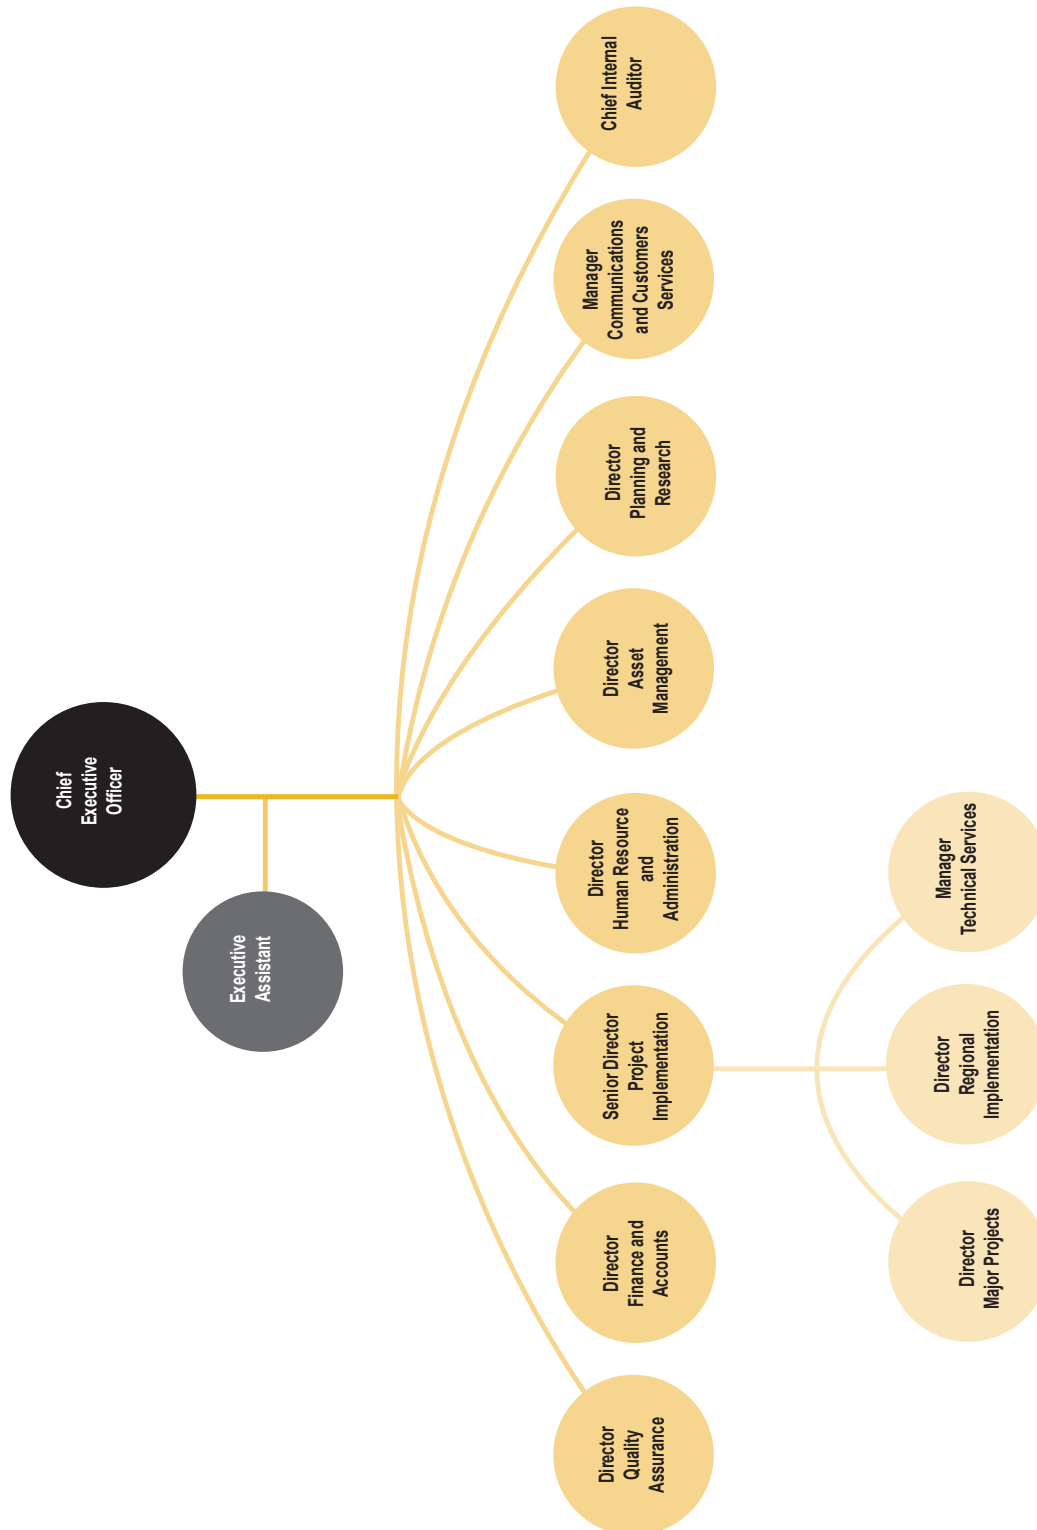 Chief
Executive
Officer
Executive
Assistant
Director
Quality
Assurance
Director
Finance and
Accounts
Senior Director
Project
Implementation
Director
Human Resource
and
Administration
Director
Asset
Management
Director
Planning and
Research
Manager
Communications
and Customers
Services
Chief Internal
Auditor
Director
Major Projects
Director
Regional
Implementation
Manager
Technical Services